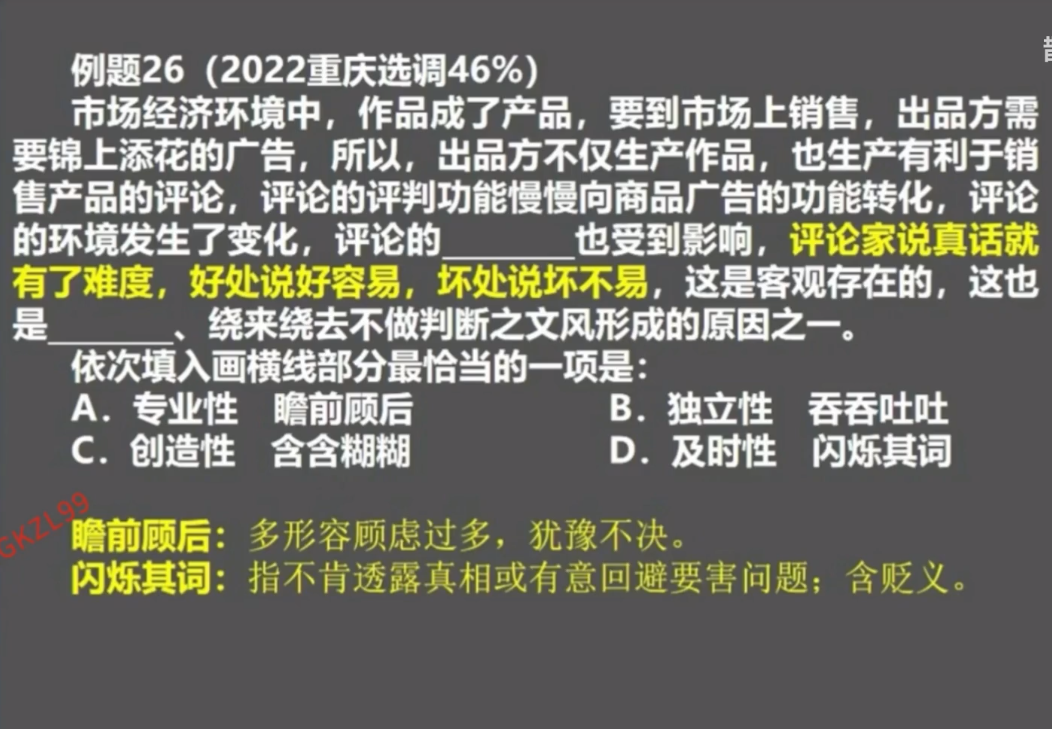 例题26（2022重庆选调46%）
市场经济环境中，作品成了产品，要到市场上销售，出品方需
要锦上添花的广告，所以，出品方不仅生产作品，也生产有利于销
售产品的评论，评论的评判功能慢慢向商品广告的功能转化，评论
的环境发生了变化，评论的________也受到影响，评论家说真话就
有了难度，好处说好容易，坏处说坏不易，这是客观存在的，这也
是________、绕来绕去不做判断之文风形成的原因之一。
依次填入画横线部分最恰当的一项是：
A．专业性 瞻前顾后 B．独立性 吞吞吐吐
C．创造性 含含糊糊 D．及时性 闪烁其词
GKZL99
瞻前顾后：多形容顾虑过多，犹豫不决。
闪烁其词：指不肯透露真相或有意回避要害问题；含贬义。